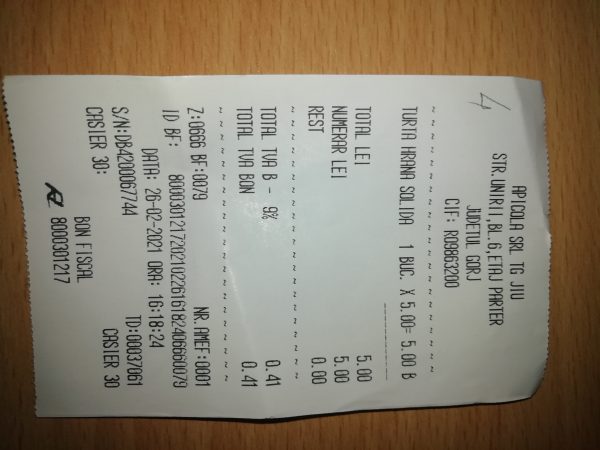 4
APICOLA SRL TG JIU
STR.UNIRII,BL.6,ETAJ PARTER
JUDETUL GORJ
CIF: RO9863200
~ ~ ~ ~ ~ ~ ~ ~ ~ ~ ~ ~ ~ ~ ~ ~
TURTA HRANA SOLIDA 1 BUC. X 5.00= 5.00 B
----------
TOTAL LEI 5.00
NUMERAR LEI 5.00
REST 0.00
~ ~ ~ ~ ~ ~ ~ ~ ~ ~ ~ ~ ~ ~ ~ ~
TOTAL TVA B - 9% 0.41
TOTAL TVA BON 0.41
~ ~ ~ ~ ~ ~ ~ ~ ~ ~ ~ ~ ~ ~ ~ ~
Z:0666 BF:0079 NR.AMEF:0001
ID BF: 80003012172021022616182406660079
DATA: 26-02-2021 ORA: 16:18:24
S/N:DB4200067744 TD:00037061
CASIER 30: CASIER 30
BON FISCAL
8000301217